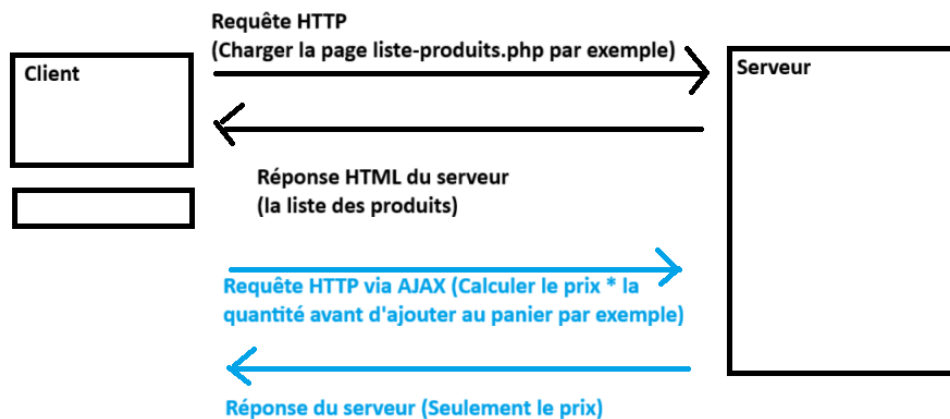 Requête HTTP
(Charger la page liste-produits.php par exemple)
Client
Serveur
Réponse HTML du serveur
(la liste des produits)
Requête HTTP via AJAX (Calculer le prix * la
quantité avant d'ajouter au panier par exemple)
Réponse du serveur (Seulement le prix)